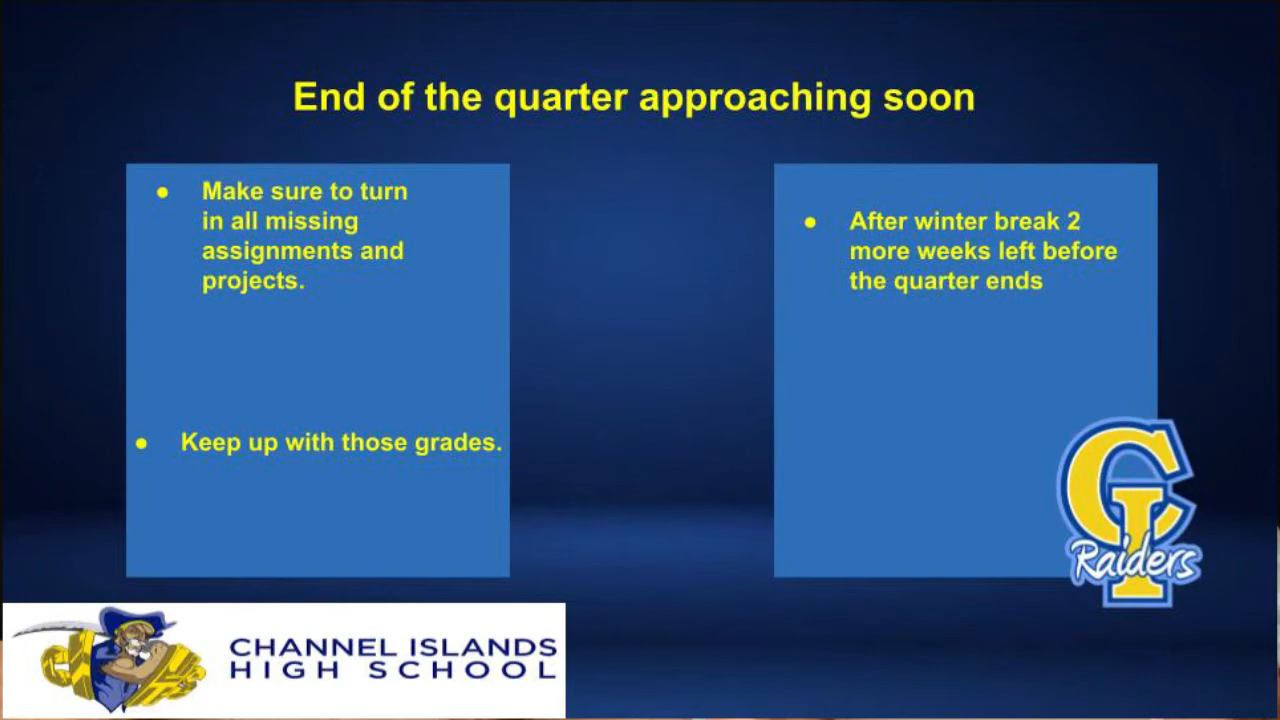 End of the quarter approaching soon
● Make sure to turn
in all missing
assignments and
projects.
● Keep up with those grades.
● After winter break 2
more weeks left before
the quarter ends
CI
Raiders
CHANNEL ISLANDS
HIGH SCHOOL